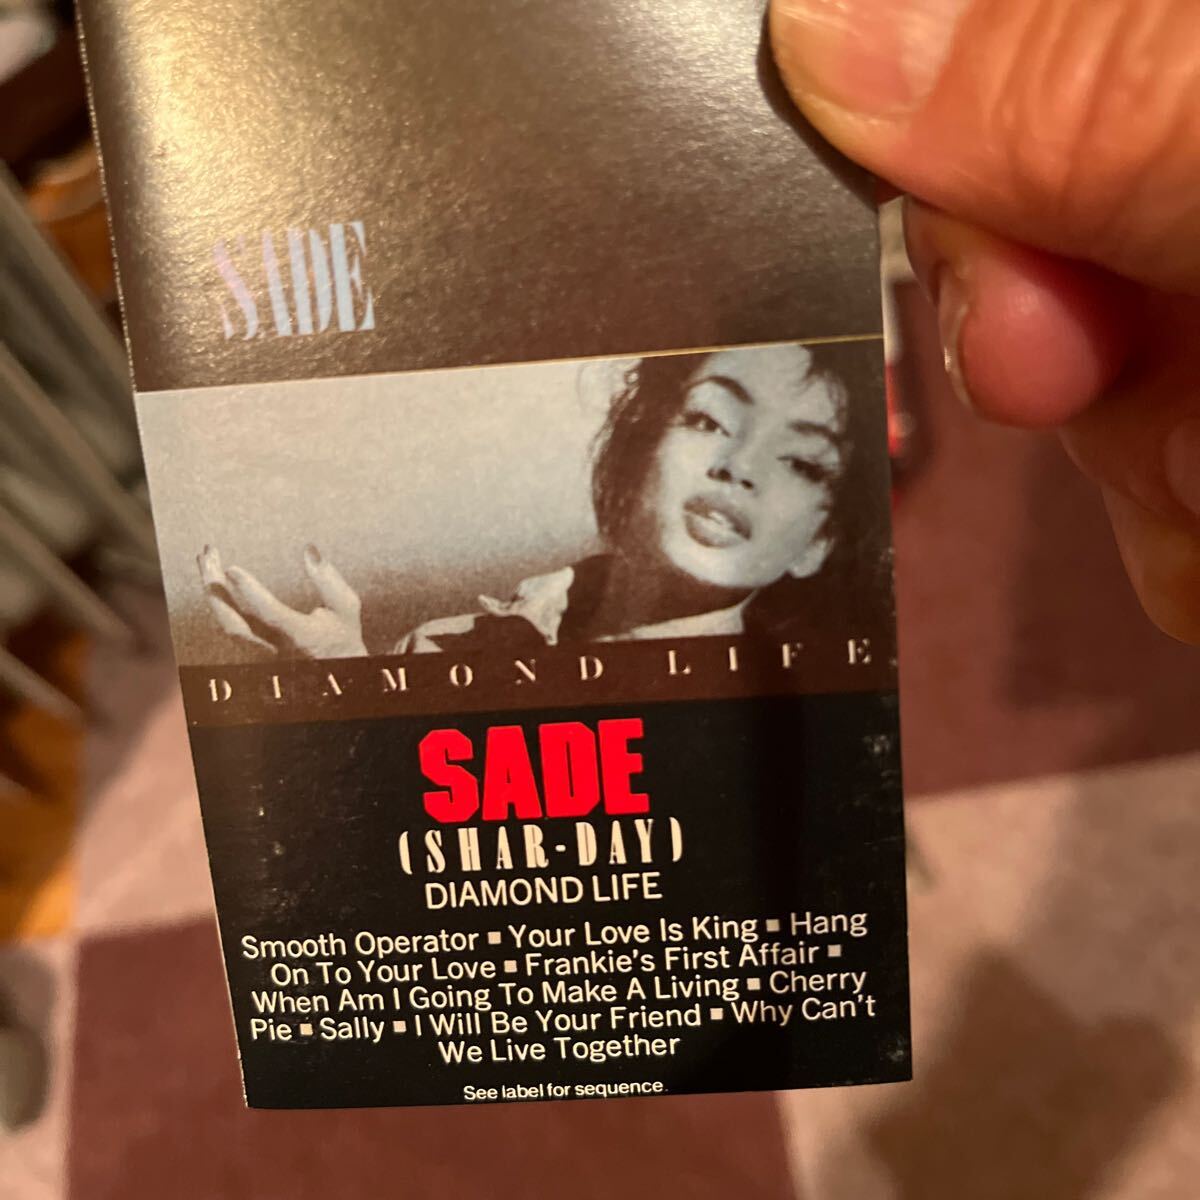 SADE
DIAMOND LIFE
SADE
(SHAR-DAY)
DIAMOND LIFE
Smooth Operator ▪ Your Love Is King ▪ Hang
On To Your Love ▪ Frankie's First Affair ▪
When Am I Going To Make A Living ▪ Cherry
Pie ▪ Sally ▪ I Will Be Your Friend ▪ Why Can't
We Live Together
See label for sequence.